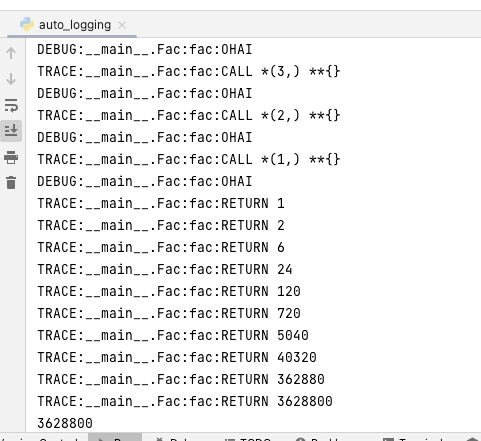 auto_logging
DEBUG:__main__.Fac:fac:OHAI
TRACE:__main__.Fac:fac:CALL *(3,) **{}
DEBUG:__main__.Fac:fac:OHAI
TRACE:__main__.Fac:fac:CALL *(2,) **{}
DEBUG:__main__.Fac:fac:OHAI
TRACE:__main__.Fac:fac:CALL *(1,) **{}
DEBUG:__main__.Fac:fac:OHAI
TRACE:__main__.Fac:fac:RETURN 1
TRACE:__main__.Fac:fac:RETURN 2
TRACE:__main__.Fac:fac:RETURN 6
TRACE:__main__.Fac:fac:RETURN 24
TRACE:__main__.Fac:fac:RETURN 120
TRACE:__main__.Fac:fac:RETURN 720
TRACE:__main__.Fac:fac:RETURN 5040
TRACE:__main__.Fac:fac:RETURN 40320
TRACE:__main__.Fac:fac:RETURN 362880
TRACE:__main__.Fac:fac:RETURN 3628800
3628800